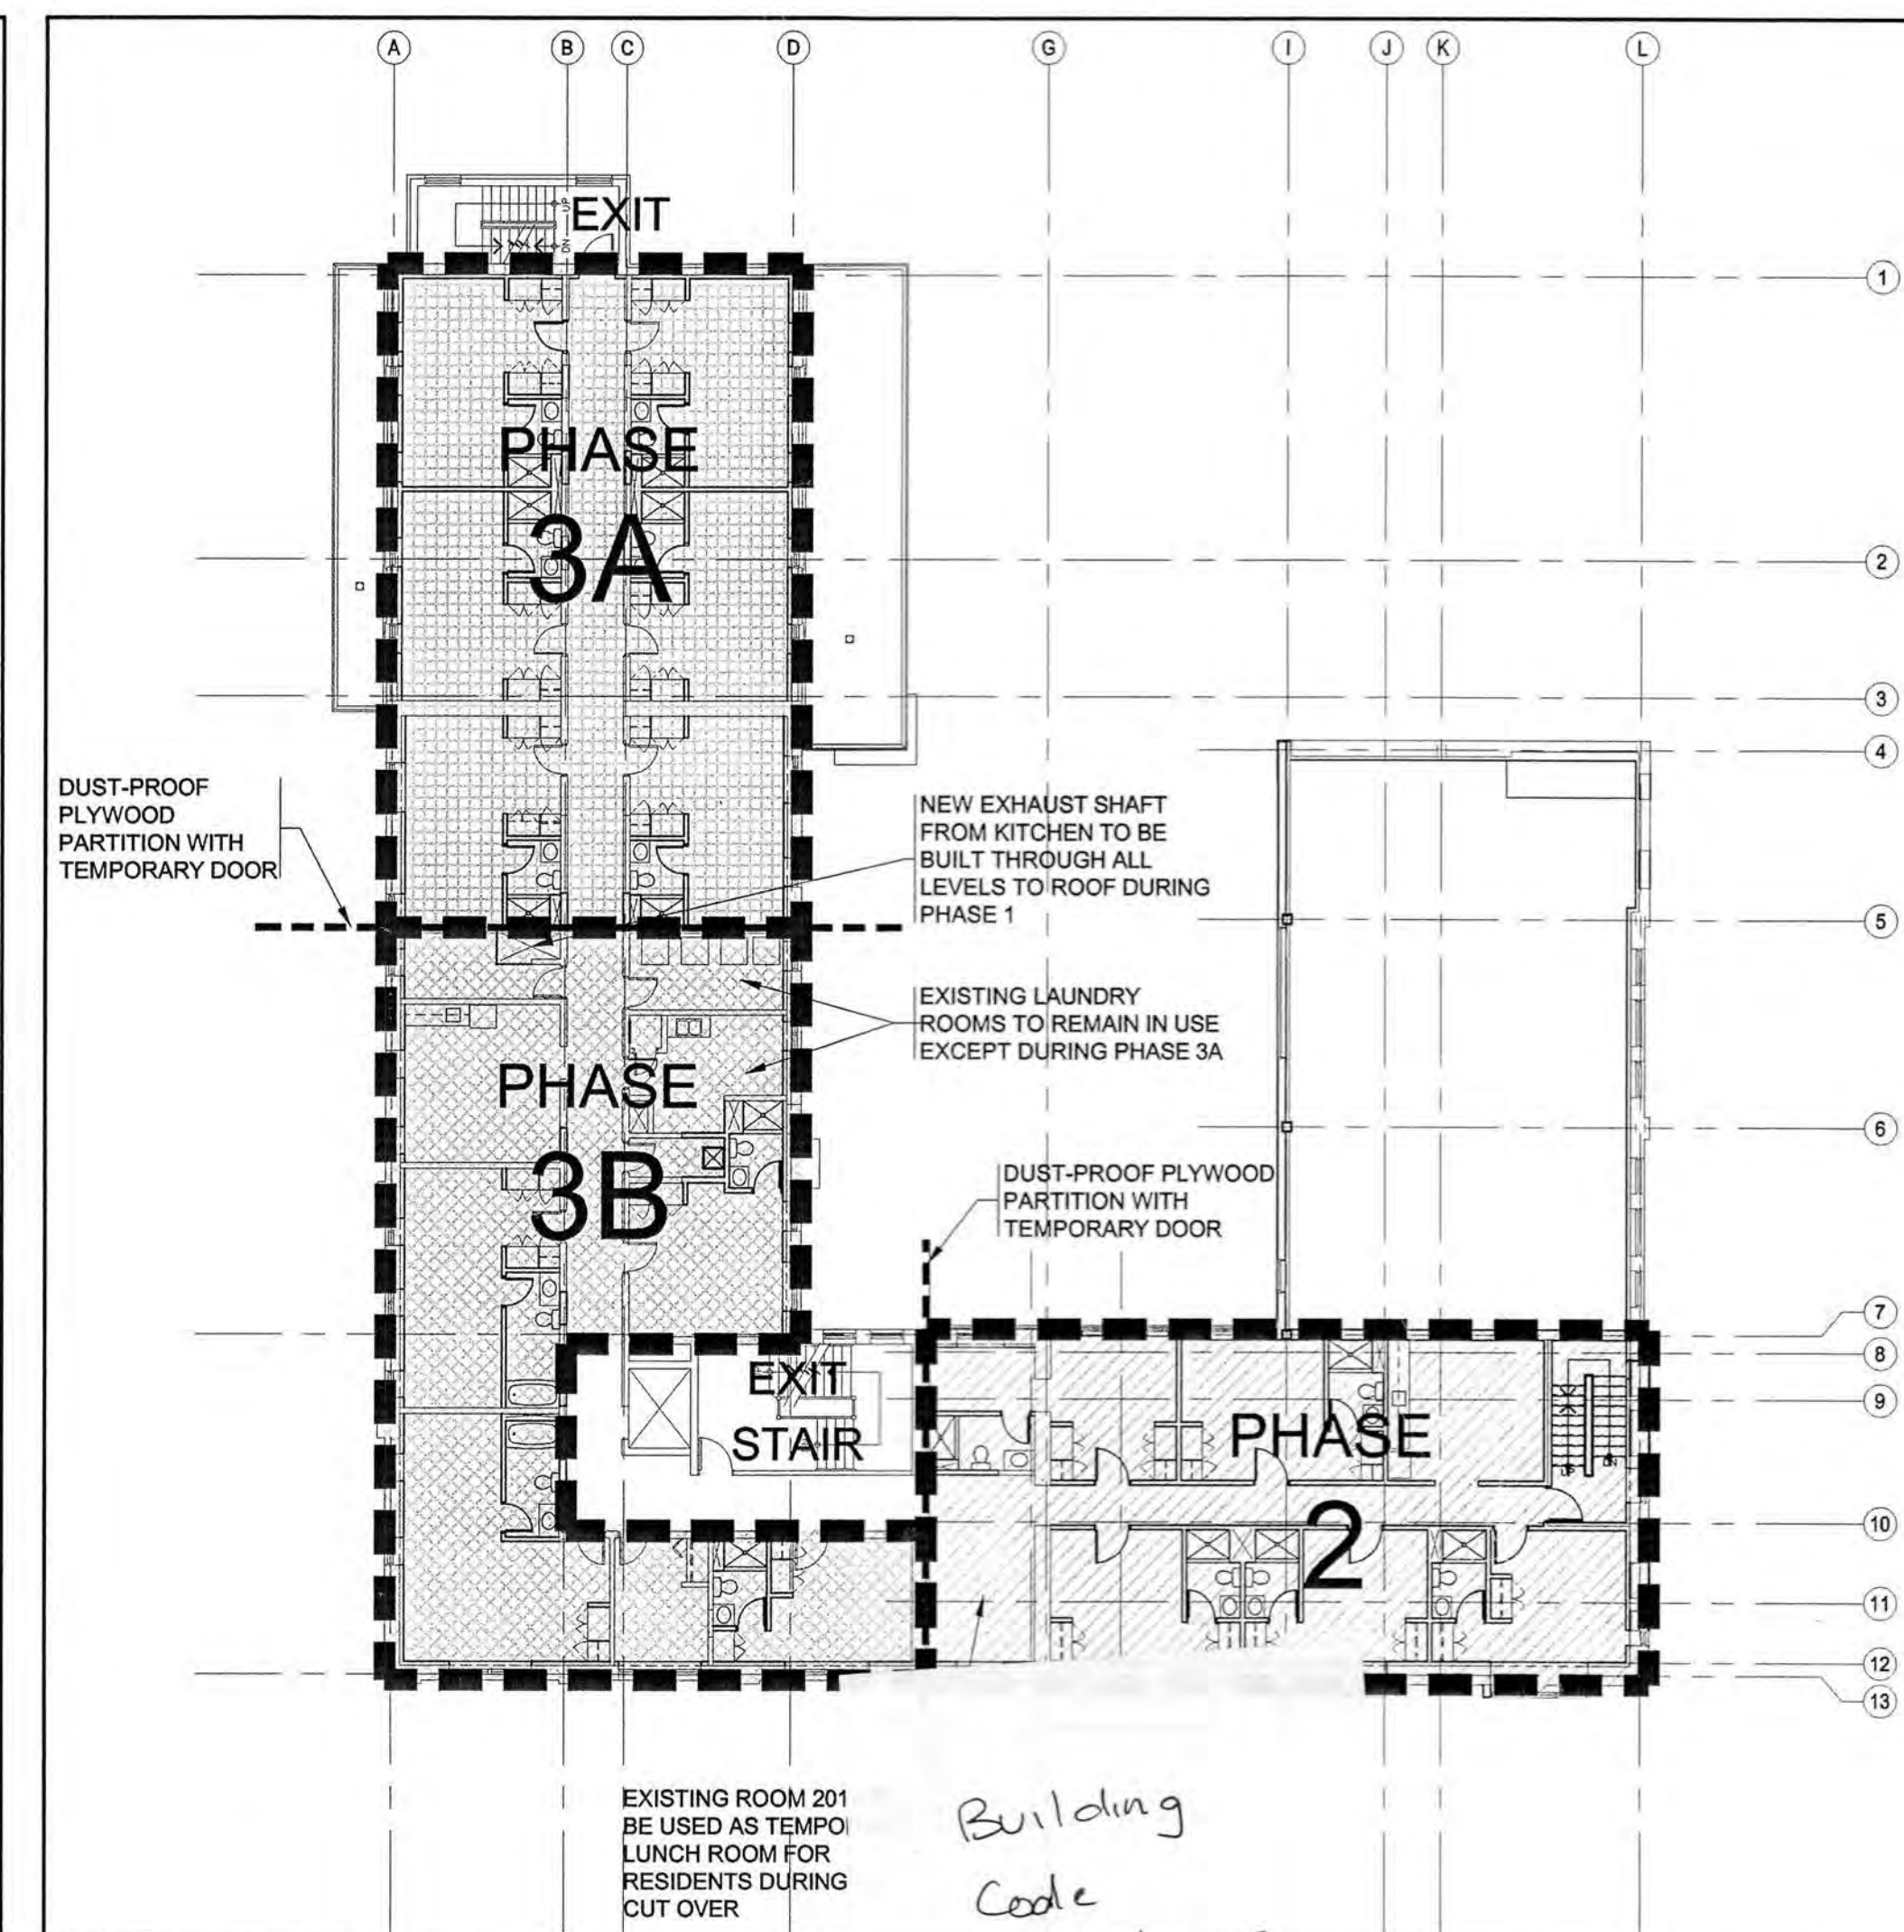 A B C D G I J K L
EXIT
UP
DN
1
2
3
4
5
6
7
8
9
10
11
12
13
PHASE
3A
DUST-PROOF
PLYWOOD
PARTITION WITH
TEMPORARY DOOR
NEW EXHAUST SHAFT
FROM KITCHEN TO BE
BUILT THROUGH ALL
LEVELS TO ROOF DURING
PHASE 1
EXISTING LAUNDRY
ROOMS TO REMAIN IN USE
EXCEPT DURING PHASE 3A
PHASE
3B
DUST-PROOF PLYWOOD
PARTITION WITH
TEMPORARY DOOR
EXIT
STAIR
PHASE
2
EXISTING ROOM 201
BE USED AS TEMPO
LUNCH ROOM FOR
RESIDENTS DURING
CUT OVER
Building
Code